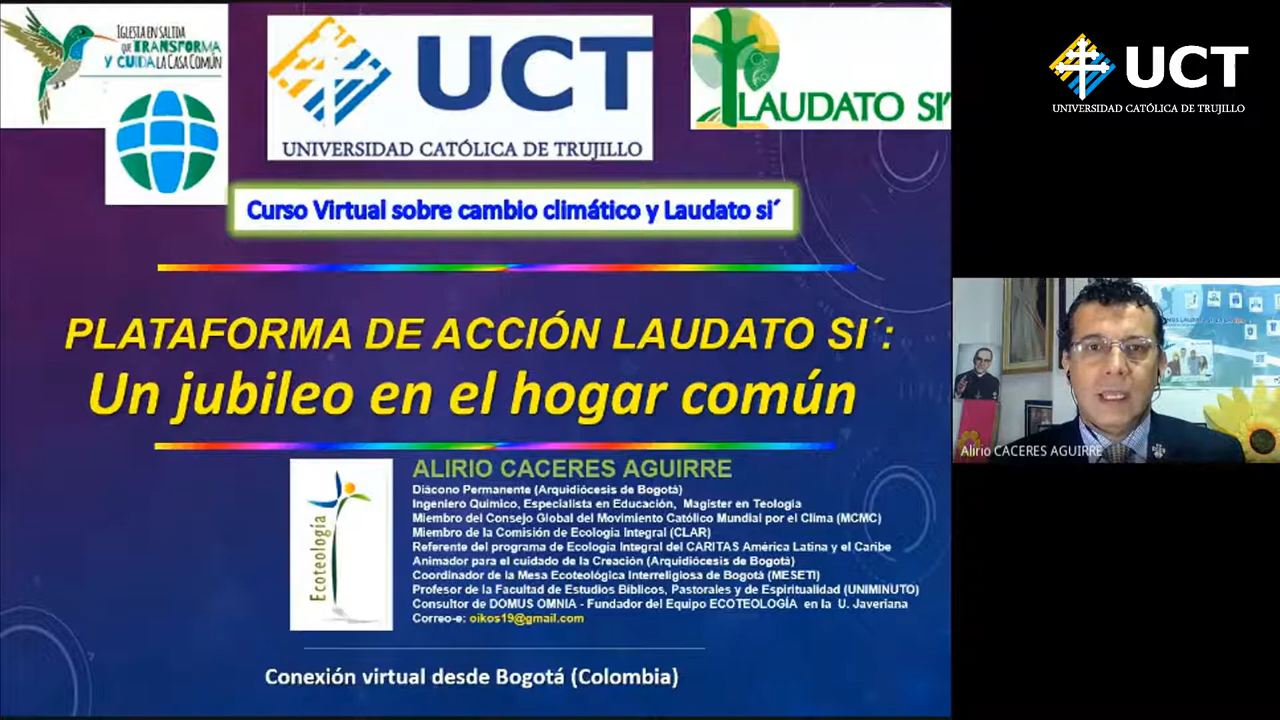 IGLESIA EN SALIDA
que TRANSFORMA
Y CUIDA LA CASA COMÚN
UCT
UNIVERSIDAD CATÓLICA DE TRUJILLO
LAUDATO SI'
UCT
UNIVERSIDAD CATÓLICA DE TRUJILLO
Curso Virtual sobre cambio climático y Laudato si´
PLATAFORMA DE ACCIÓN LAUDATO SI´:
Un jubileo en el hogar común
Ecoteología
ALIRIO CACERES AGUIRRE
Diácono Permanente (Arquidiócesis de Bogotá)
Ingeniero Químico, Especialista en Educación, Magister en Teología
Miembro del Consejo Global del Movimiento Católico Mundial por el Clima (MCMC)
Miembro de la Comisión de Ecología Integral (CLAR)
Referente del programa de Ecología Integral del CARITAS América Latina y el Caribe
Animador para el cuidado de la Creación (Arquidiócesis de Bogotá)
Coordinador de la Mesa Ecoteológica Interreligiosa de Bogotá (MESETI)
Profesor de la Facultad de Estudios Bíblicos, Pastorales y de Espiritualidad (UNIMINUTO)
Consultor de DOMUS OMNIA - Fundador del Equipo ECOTEOLOGÍA en la U. Javeriana
Correo-e: oikos19@gmail.com
Conexión virtual desde Bogotá (Colombia)
Alirio CACERES AGUIRRE